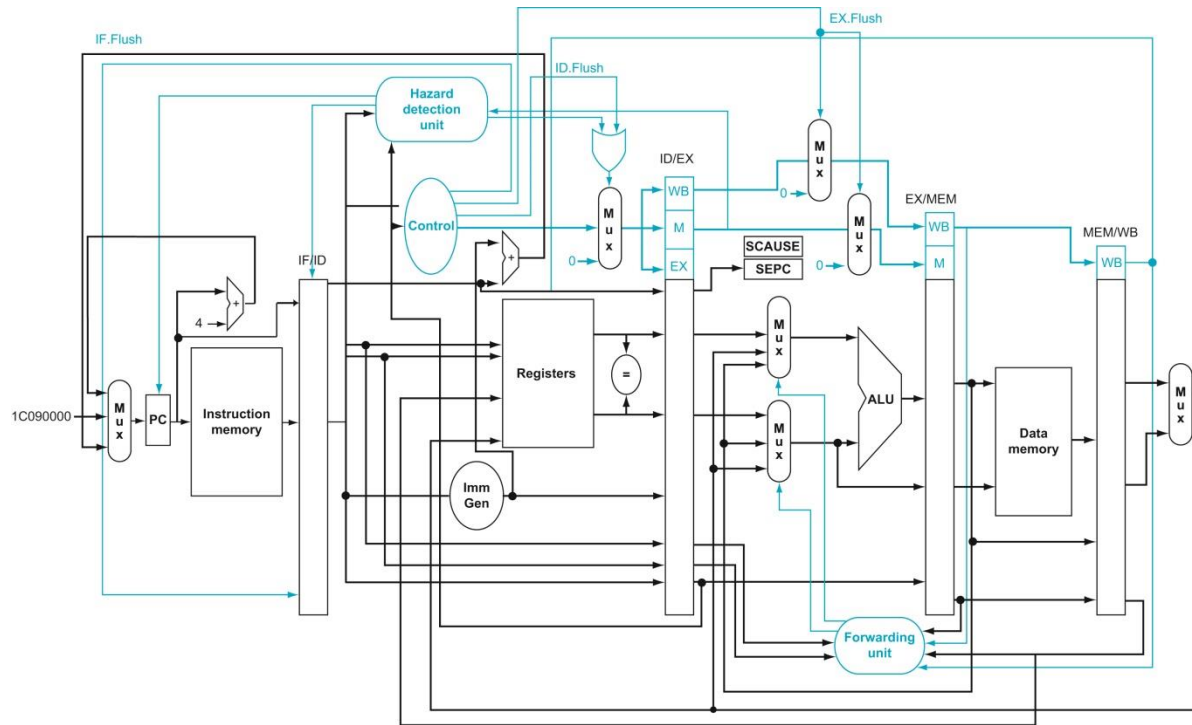 EX.Flush
IF.Flush
ID.Flush
Hazard
detection
unit
M
u
x
ID/EX
0
WB
Control
M
u
x
M
u
x
EX/MEM
WB
M
SCAUSE
MEM/WB
+
0
EX
SEPC
0
M
WB
IF/ID
+
4
M
u
x
Registers
=
M
u
x
1C090000
M
u
x
PC
Instruction
memory
ALU
Data
memory
M
u
x
Imm
Gen
Forwarding
unit